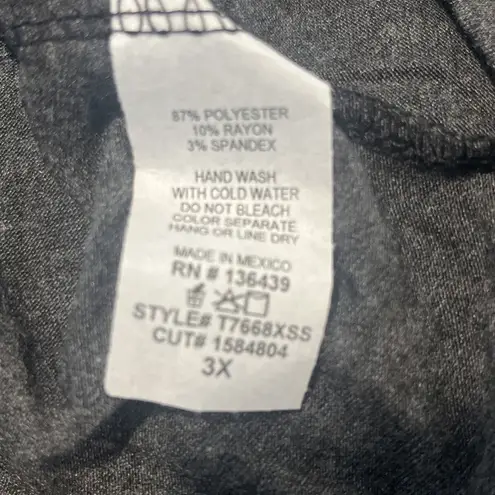 87% POLYESTER
10% RAYON
3% SPANDEX
HAND WASH
WITH COLD WATER
DO NOT BLEACH
COLOR SEPARATE
HANG OR LINE DRY
MADE IN MEXICO
RN # 136439
STYLE# T7668XSS
CUT# 1584804
3X